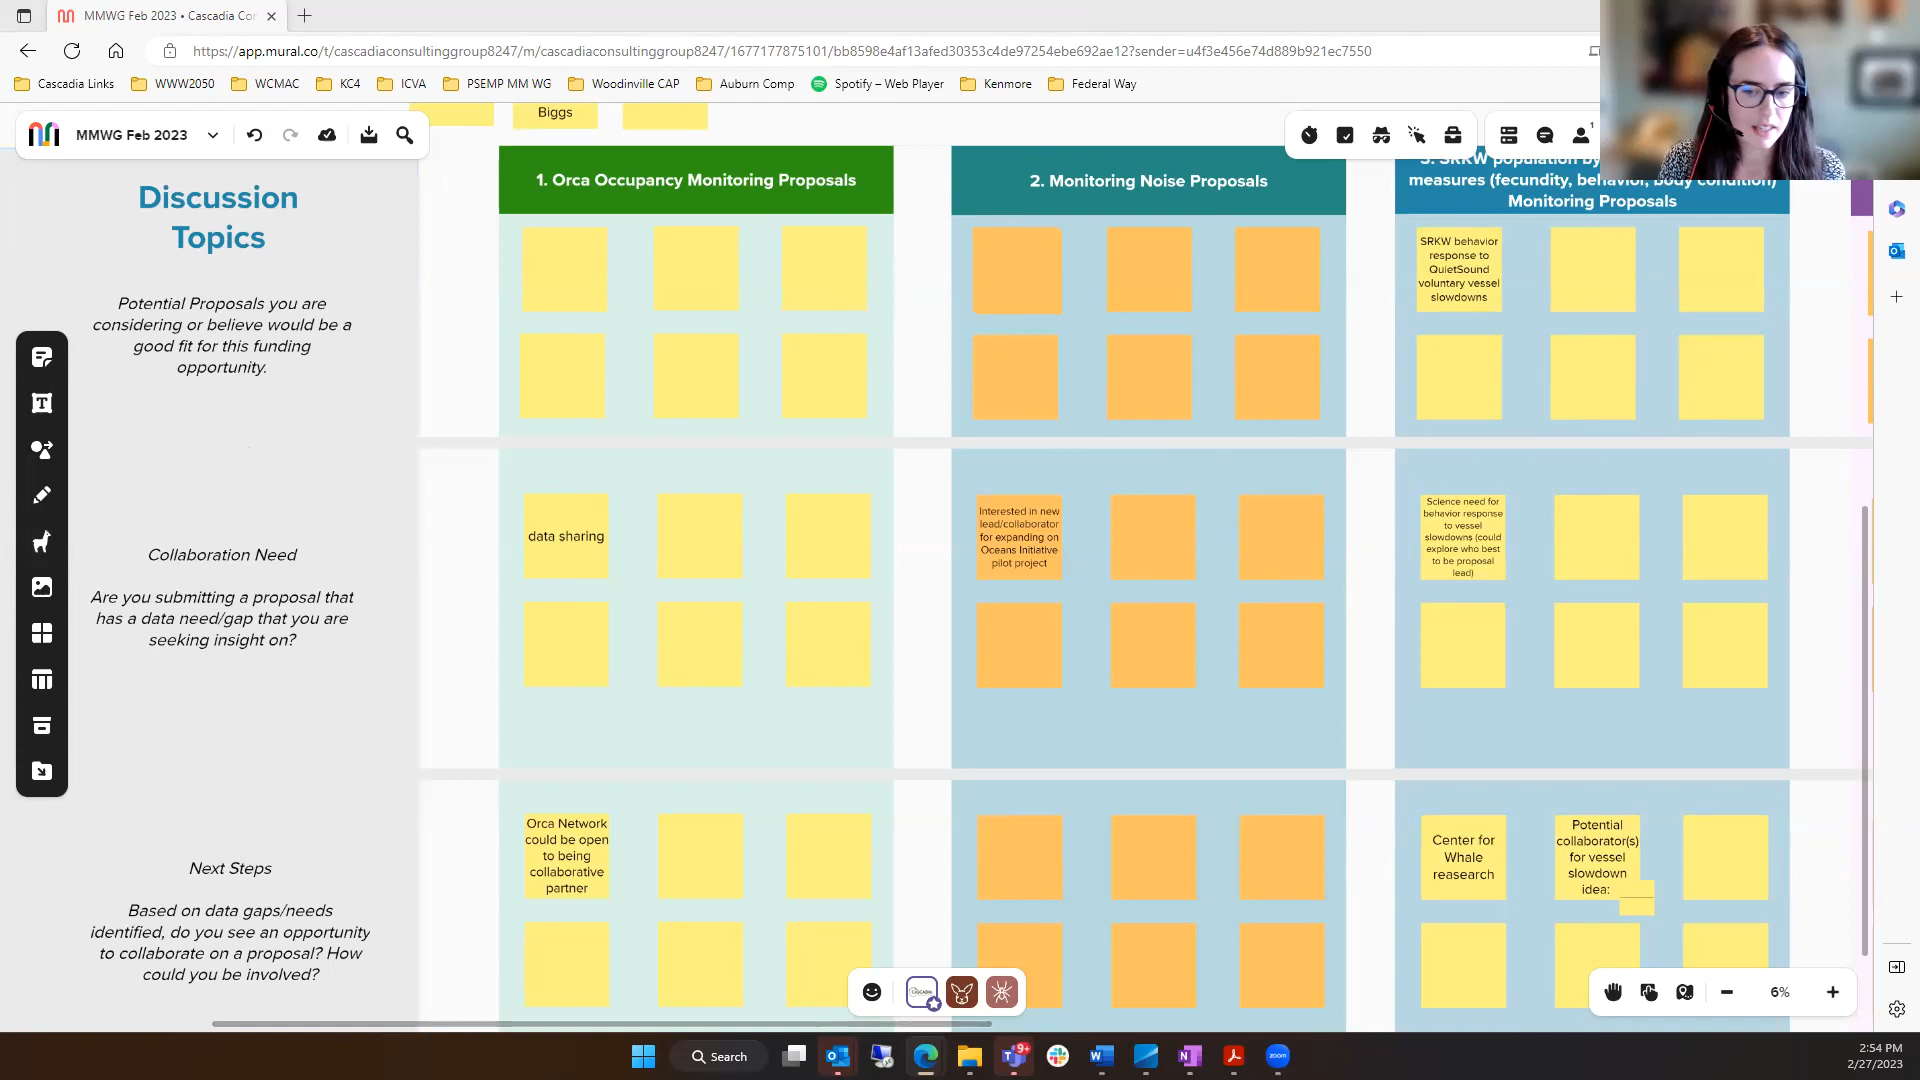 MMWG Feb 2023 • Cascadia Co
https://app.mural.co/t/cascadiaconsultinggroup8247/m/cascadiaconsultinggroup8247/1677177875101/bb8598e4af13afed30353c4de97254ebe692ae12?sender=u4f3e456e74d889b921ec7550
Cascadia Links
WWW2050
WCMAC
KC4
ICVA
PSEMP MM WG
Woodinville CAP
Auburn Comp
Spotify – Web Player
Kenmore
Federal Way
MMWG Feb 2023
Biggs
1
Discussion
Topics
1. Orca Occupancy Monitoring Proposals
2. Monitoring Noise Proposals
3. SRKW population by
measures (fecundity, behavior, body condition)
Monitoring Proposals
Potential Proposals you are
considering or believe would be a
good fit for this funding
opportunity.
SRKW behavior
response to
QuietSound
voluntary vessel
slowdowns
Collaboration Need
Are you submitting a proposal that
has a data need/gap that you are
seeking insight on?
data sharing
Interested in new
lead/collaborator
for expanding on
Oceans Initiative
pilot project
Science need for
behavior response
to vessel
slowdowns (could
explore who best
to be proposal
lead)
Next Steps
Based on data gaps/needs
identified, do you see an opportunity
to collaborate on a proposal? How
could you be involved?
Orca Network
could be open
to being
collaborative
partner
Center for
Whale
reasearch
Potential
collaborator(s)
for vessel
slowdown
idea:
CASCADIA
6%
Search
9+
zoom
2:54 PM
2/27/2023